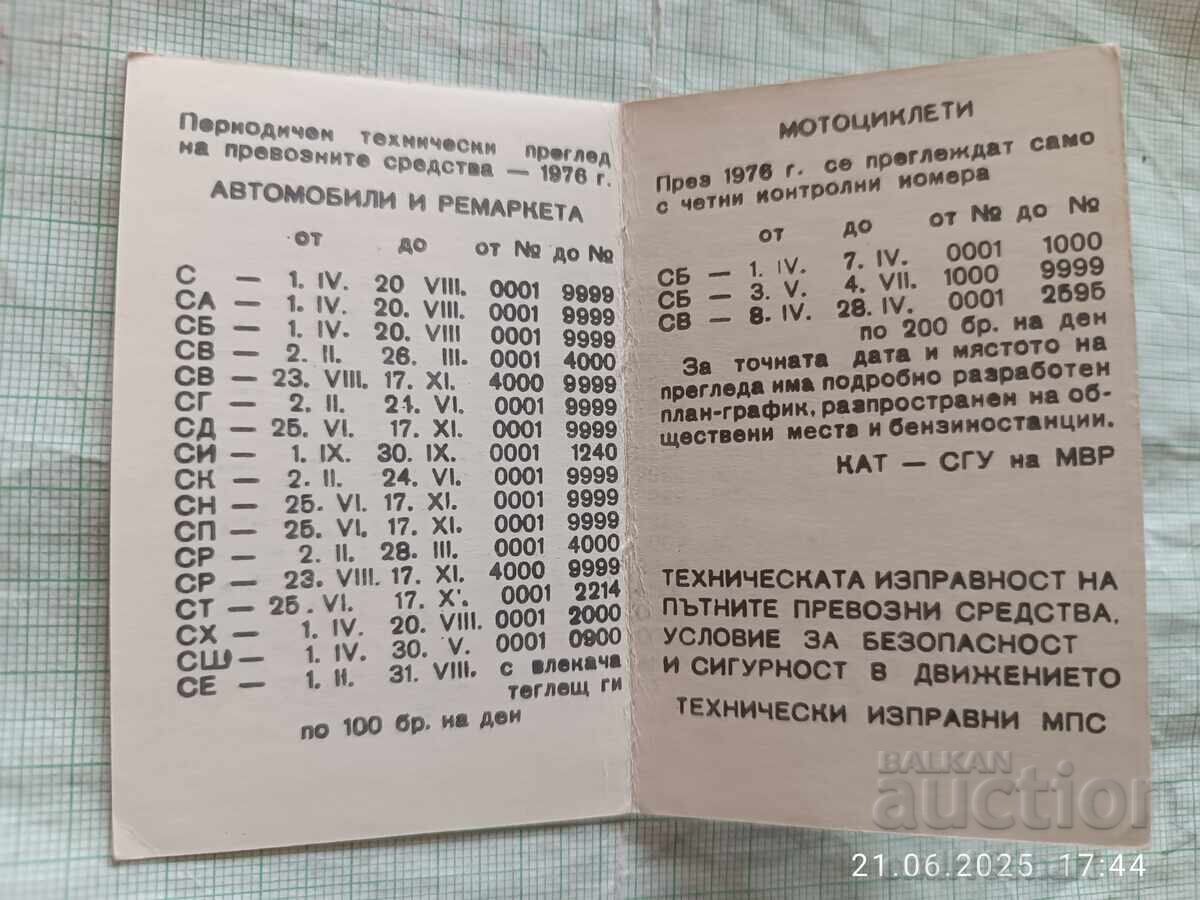 Периодичен технически преглед
на превозните средства — 1976 г.
АВТОМОБИЛИ И РЕМАРКЕТА
от до от № до №
С — 1. IV. 20 VIII. 0001 9999
СА — 1. IV. 20. VIII. 0001 9999
СБ — 1. IV. 20. VIII 0001 9999
СВ — 2. II. 26. III. 0001 4000
СВ — 23. VIII. 17. XI. 4000 9999
СГ — 2. II. 21. VI. 0001 9999
СД — 25. VI. 17. XI. 0001 9999
СИ — 1. IX. 30. IX. 0001 1240
СК — 2. II. 24. VI. 0001 9999
СН — 25. VI. 17. XI. 0001 9999
СП — 25. VI. 17. XI. 0001 9999
СР — 2. II. 28. III. 0001 4000
СР — 23. VIII. 17. XI. 4000 9999
СТ — 25. VI. 17. X. 0001 2214
СХ — 1. IV. 20. VIII. 0001 2000
СШ — 1. IV. 30. V. 0001 0900
СЕ — 1. II. 31. VIII. с влекача
теглещ ги
по 100 бр. на ден
МОТОЦИКЛЕТИ
През 1976 г. се преглеждат само
с четни контролни номера
от до от № до №
СБ — 1. IV. 7. IV. 0001 1000
СБ — 3. V. 4. VII. 1000 9999
СВ — 8. IV. 28. IV. 0001 2595
по 200 бр. на ден
За точната дата и мястото на
прегледа има подробно разработен
план-график, разпространен на об-
ществени места и бензиностанции.
КАТ — СГУ на МВР
ТЕХНИЧЕСКАТА ИЗПРАВНОСТ НА
ПЪТНИТЕ ПРЕВОЗНИ СРЕДСТВА,
УСЛОВИЕ ЗА БЕЗОПАСНОСТ
И СИГУРНОСТ В ДВИЖЕНИЕТО
ТЕХНИЧЕСКИ ИЗПРАВНИ МПС
BALKAN
auction
21.06.2025 17:44